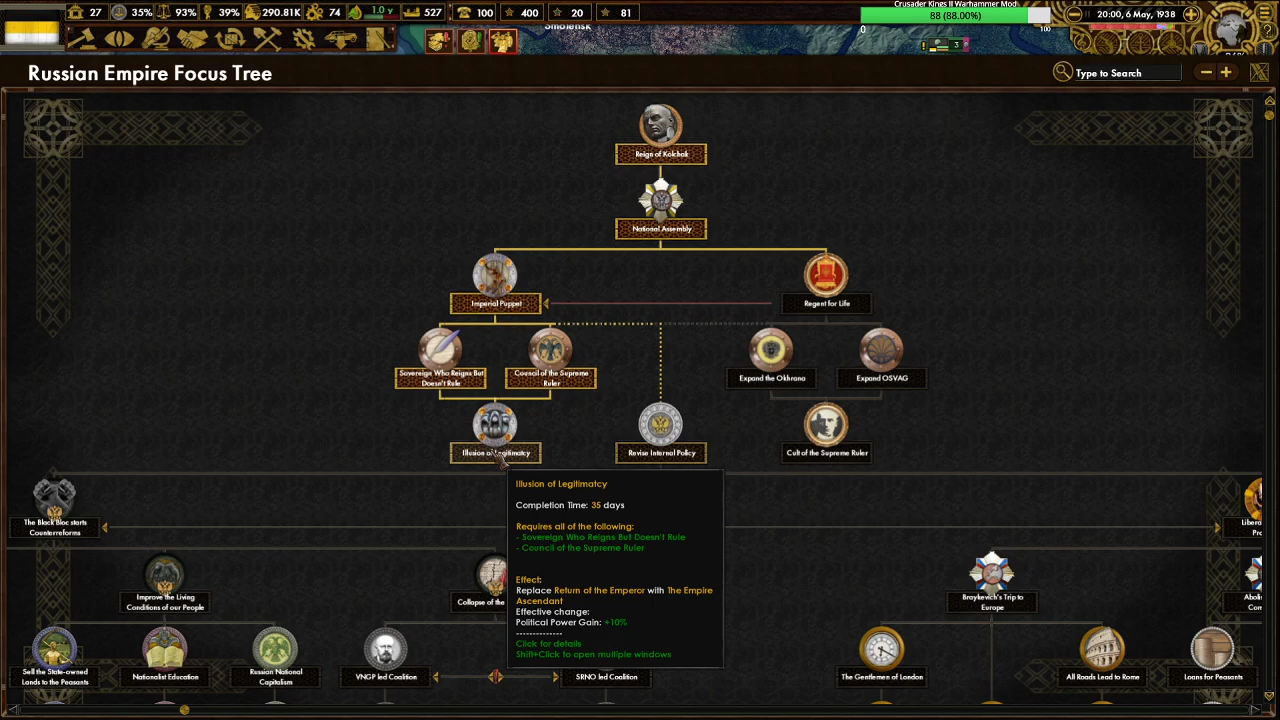 27 35% 93% 39% 290.81K 74 1.0 y 527 100 400 20 81
Crusader Kings II Warhammer Mod
88 (88.00%)
0
100
20:00, 6 May, 1938
Smolensk
3
Russian Empire Focus Tree
Type to Search
Reign of Kolchak
National Assembly
Imperial Puppet
Regent for Life
Sovereign Who Reigns But
Doesn't Rule
Council of the Supreme
Ruler
Expand the Okhrana
Expand OSVAG
Illusion of Legitimatcy
Revise Internal Policy
Cult of the Supreme Ruler
Illusion of Legitimatcy
Completion Time: 35 days
Requires all of the following:
- Sovereign Who Reigns But Doesn't Rule
- Council of the Supreme Ruler
Effect:
Replace Return of the Emperor with The Empire
Ascendant
Effective change:
Political Power Gain: +10%
--------------
Click for details
Shift+Click to open multiple windows
The Black Bloc starts
Counterreforms
Improve the Living
Conditions of our People
Collapse of the
Braykevich's Trip to
Europe
Sell the State-owned
Lands to the Peasants
Nationalist Education
Russian National
Capitalism
VNGP led Coalition
SRNO led Coalition
The Gentlemen of London
All Roads Lead to Rome
Loans for Peasants